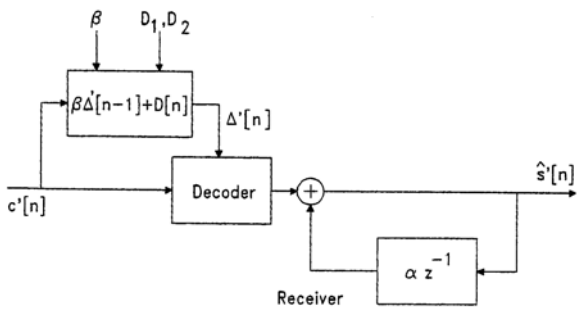 β
D₁,D₂
βΔ'[n-1]+D[n]
Δ'[n]
Decoder
+
ŝ'[n]
c'[n]
α z⁻¹
Receiver